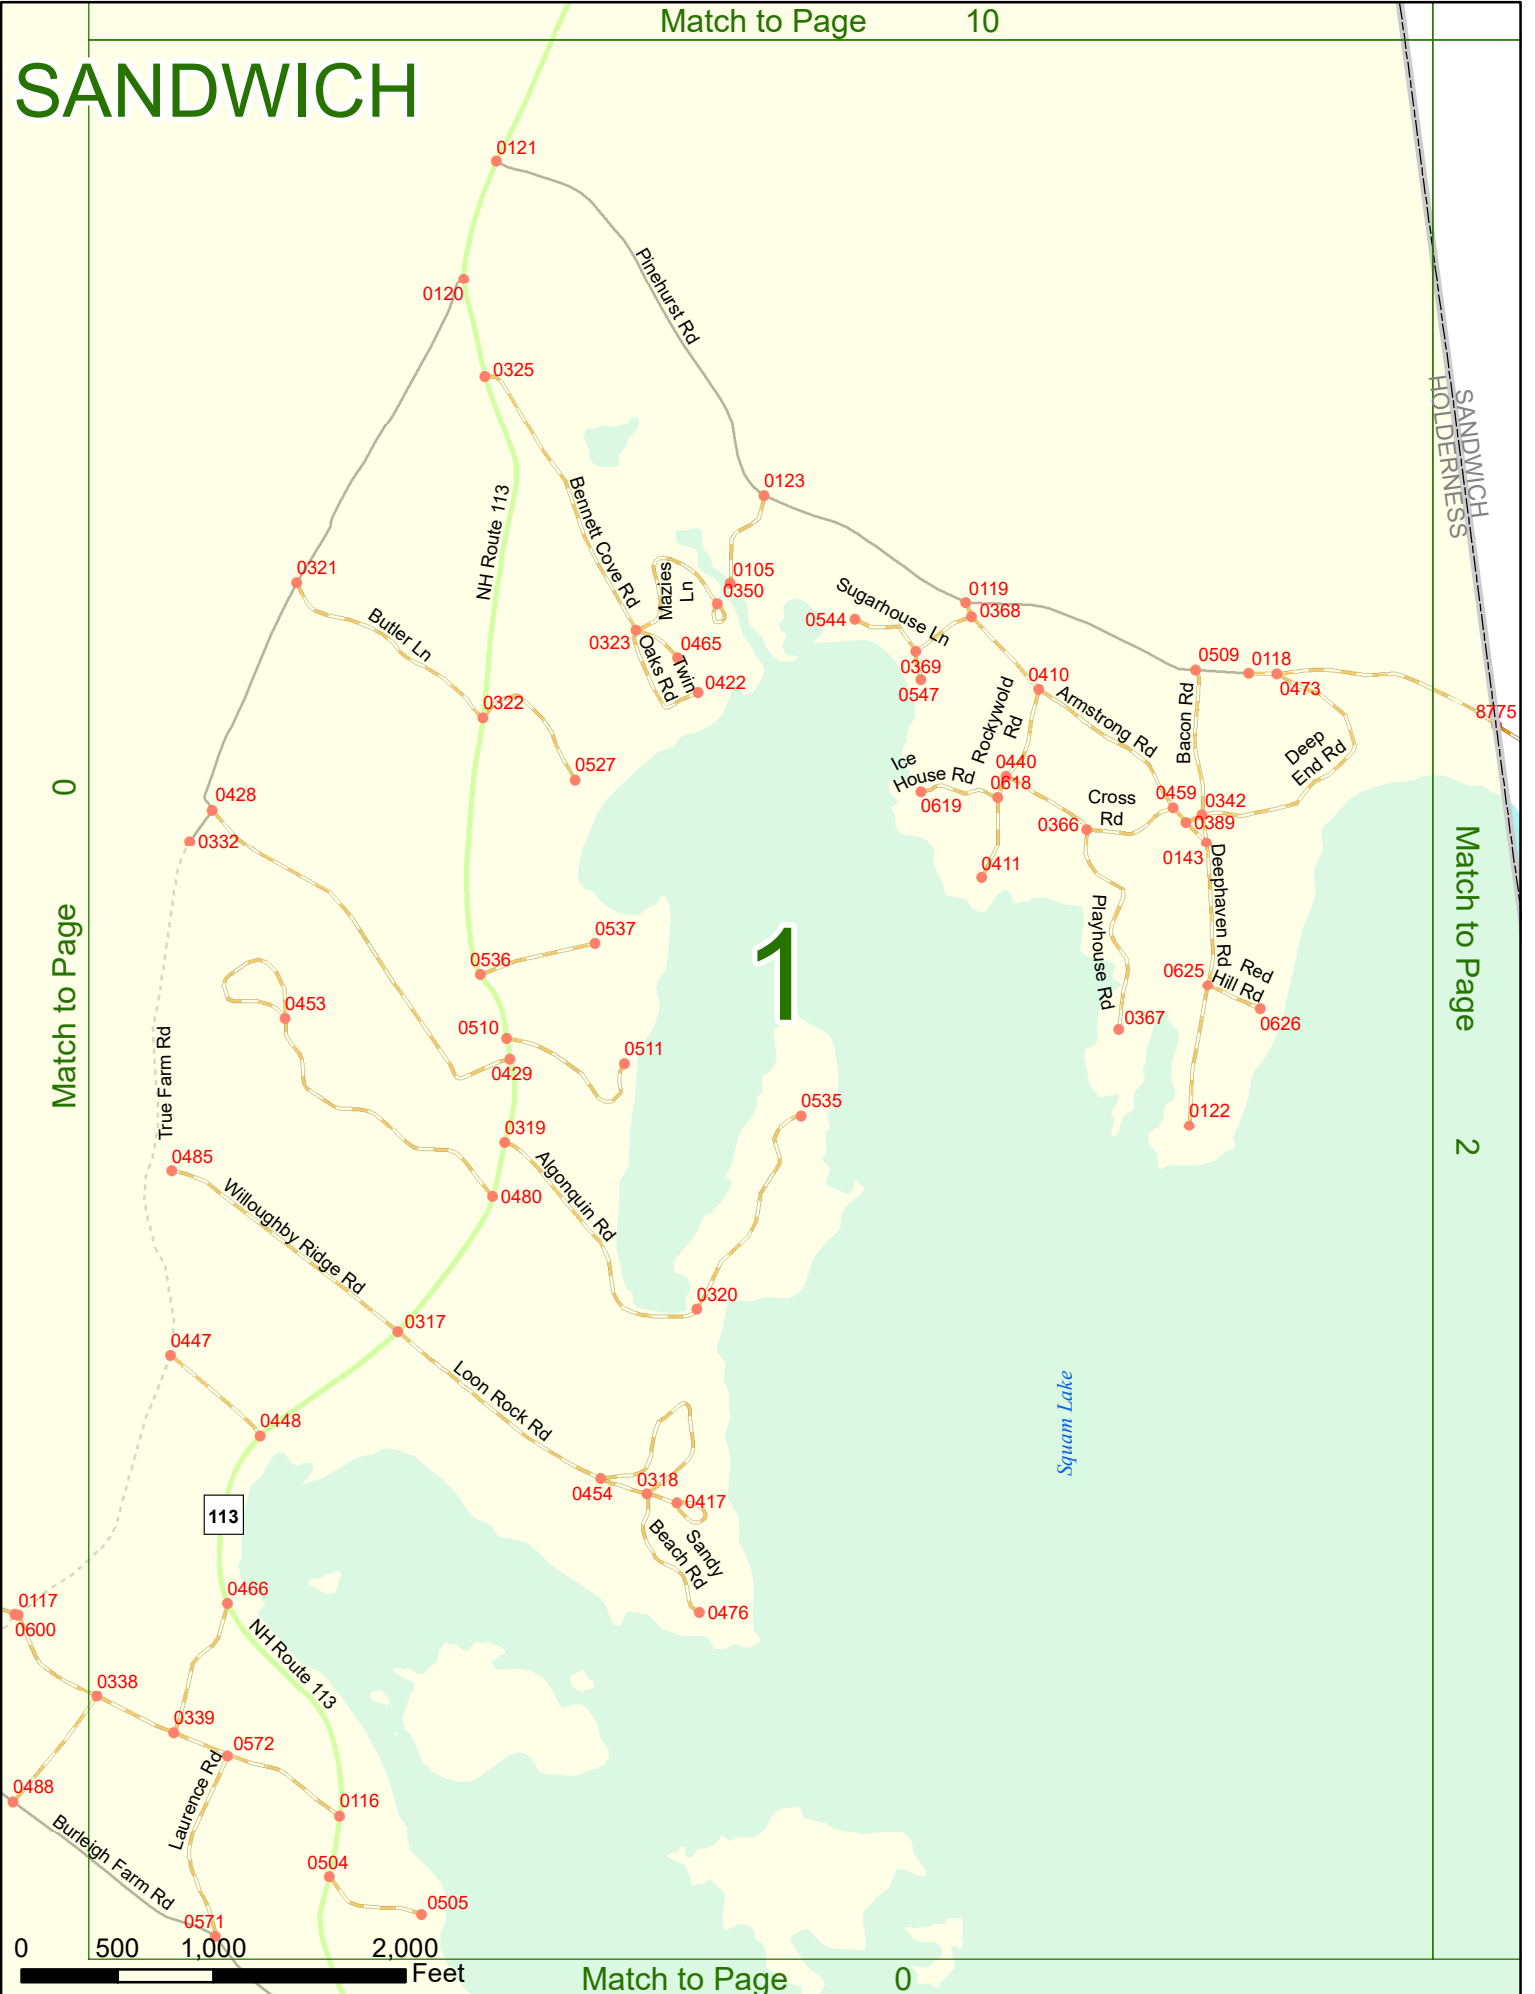 Match to Page 10
SANDWICH
0121
Pinehurst Rd
0120
0325
SANDWICH
HOLDERNESS
0123
NH Route 113
Bennett Cove Rd
0321
Mazies
Ln
0105
0350
Sugarhouse Ln
0119
0368
0544
Butler Ln
0323
Oaks Rd
Twin
0465
0422
0369
0547
0509
0118
0473
0410
Rockywold
Rd
Armstrong Rd
Bacon Rd
Deep
End Rd
8775
0322
0527
Ice
House Rd
0440
0618
0619
Cross
Rd
0459
0342
0389
0366
0143
0411
0428
0332
Match to Page 0
Match to Page 2
Deephaven Rd
Playhouse Rd
0537
0536
1
0625
Red
Hill Rd
0626
0367
0453
0510
0429
0511
True Farm Rd
0535
0122
0319
0485
Algonquin Rd
0480
Willoughby Ridge Rd
0320
0317
0447
Loon Rock Rd
Squam Lake
0448
0454
0318
0417
113
Sandy
Beach Rd
0476
0466
0117
0600
NH Route 113
0338
0339
0572
0488
Laurence Rd
0116
Burleigh Farm Rd
0504
0505
0571
0 500 1,000 2,000
Feet
Match to Page 0